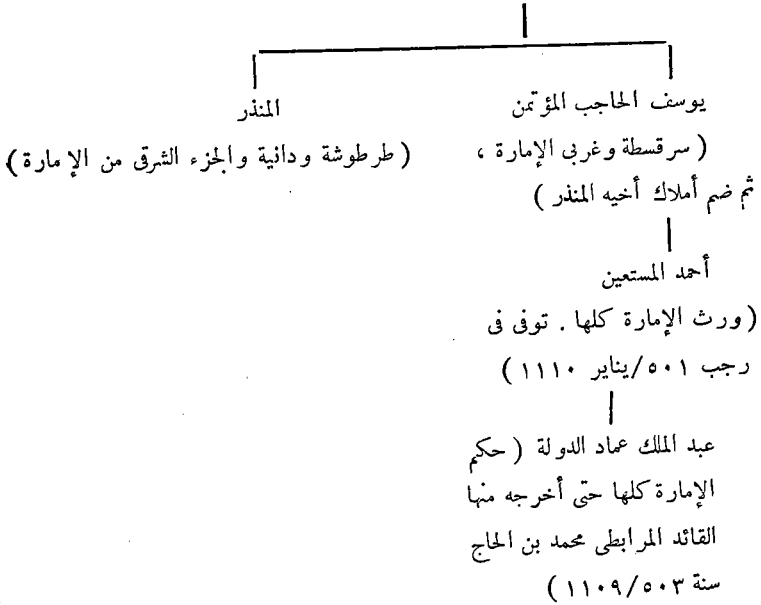 يوسف الحاجب المؤتمن
المنذر
( سرقسطة وغربى الإمارة ،
( طرطوشة ودانية والجزء الشرقى من الإمارة )
ثم ضم أملاك أخيه المنذر )
أحمد المستعين
( ورث الإمارة كلها . توفى فى
رجب ٥٠١/يناير ١١١٠ )
عبد الملك عماد الدولة ( حكم
الإمارة كلها حتى أخرجه منها
القائد المرابطى محمد بن الحاج
سنة ٥٠٣/١١٠٩ )